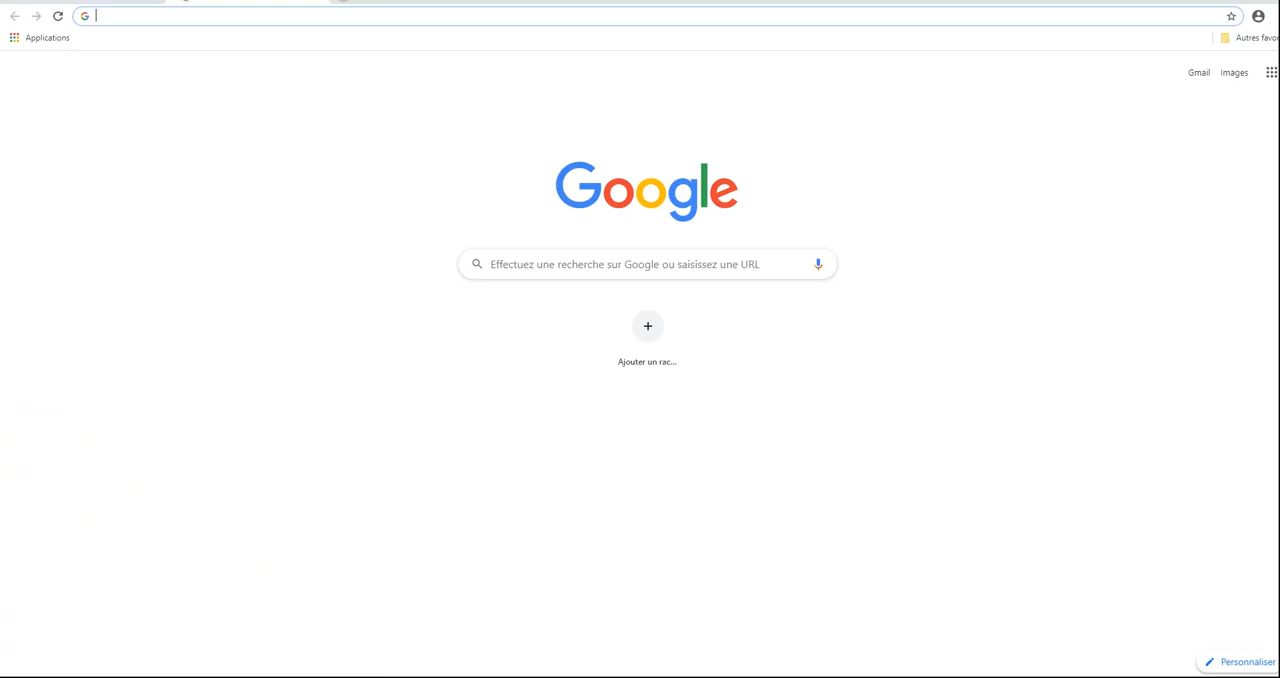 Applications
Autres favor
Gmail Images
Google
Effectuez une recherche sur Google ou saisissez une URL
Ajouter un rac...
Personnaliser